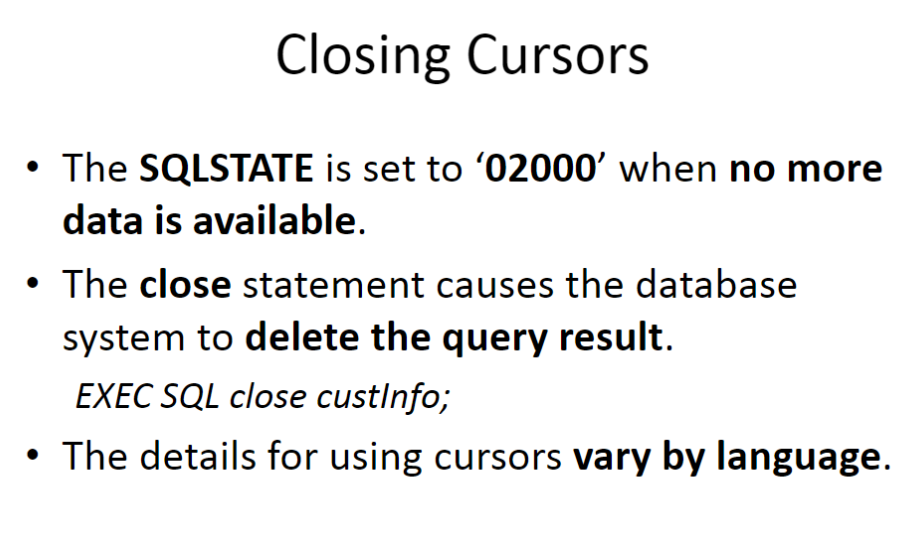 Closing Cursors
• The SQLSTATE is set to ‘02000’ when no more
data is available.
• The close statement causes the database
system to delete the query result.
EXEC SQL close custInfo;
• The details for using cursors vary by language.